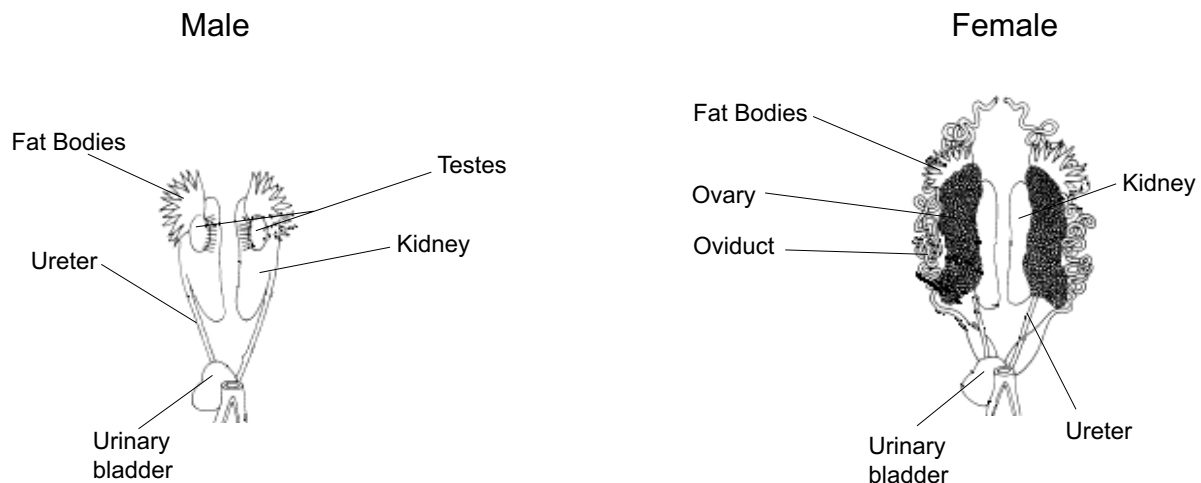 Male
Fat Bodies
Testes
Ureter
Kidney
Urinary
bladder
Female
Fat Bodies
Ovary
Kidney
Oviduct
Ureter
Urinary
bladder